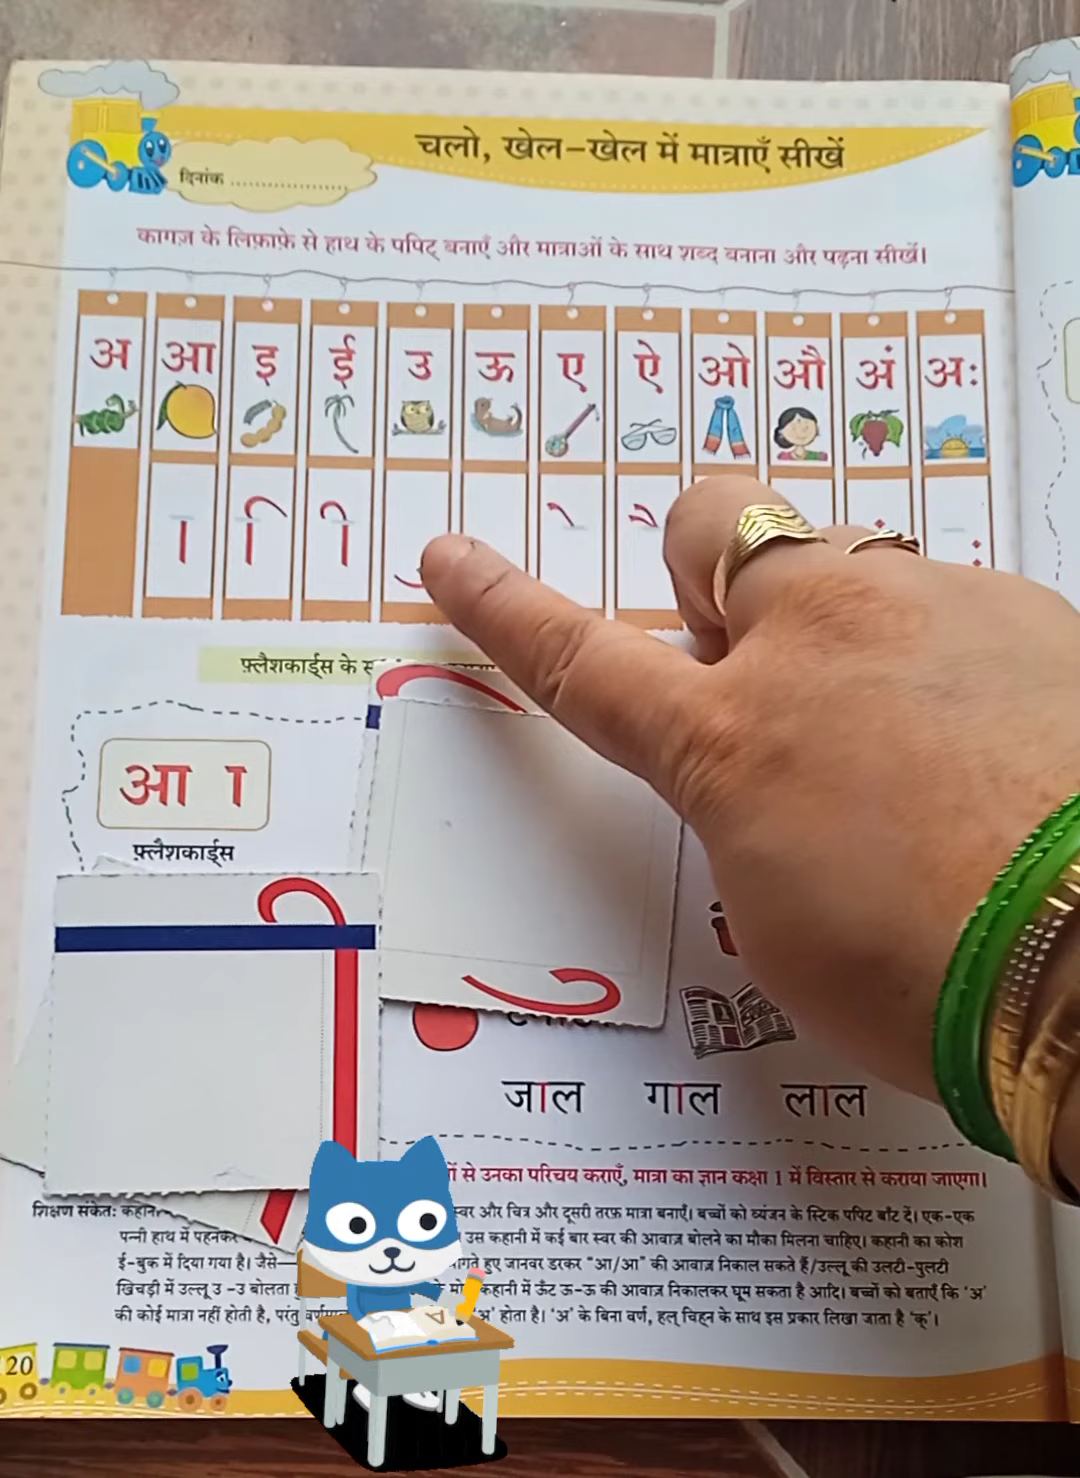 चलो, खेल-खेल में मात्राएँ सीखें
दिनांक ....................
कागज़ के लिफ़ाफ़े से हाथ के पपिट् बनाएँ और मात्राओं के साथ शब्द बनाना और पढ़ना सीखें।
अ आ इ ई उ ऊ ए ऐ ओ औ अं अः
ा ि ी ु े ै ं ः
फ़्लैशकार्ड्स के
आ ा
फ़्लैशकार्ड्स
ी
ु
जाल गाल लाल
से उनका परिचय कराएँ, मात्रा का ज्ञान कक्षा 1 में विस्तार से कराया जाएगा।
शिक्षण संकेतः स्वर और चित्र और दूसरी तरफ़ मात्रा बनाएँ। बच्चों को व्यंजन के स्टिक पपिट बाँट दें। एक-एक
पन्नी हाथ में पहनकर उस कहानी में कई बार स्वर की आवाज़ बोलने का मौका मिलना चाहिए। कहानी का कोश
ई-बुक में दिया गया है। जैसे— हुए जानवर डरकर “आ/आ” की आवाज़ निकाल सकते हैं/उल्लू की उलटी-पुलटी
खिचड़ी में उल्लू उ -उ बोलता कहानी में ऊँट ऊ-ऊ की आवाज़ निकालकर घूम सकता है आदि। बच्चों को बताएँ कि ‘अ’
की कोई मात्रा नहीं होती है, परंतु ‘अ’ होता है। ‘अ’ के बिना वर्ण, हल् चिह्न के साथ इस प्रकार लिखा जाता है ‘क्’।
20